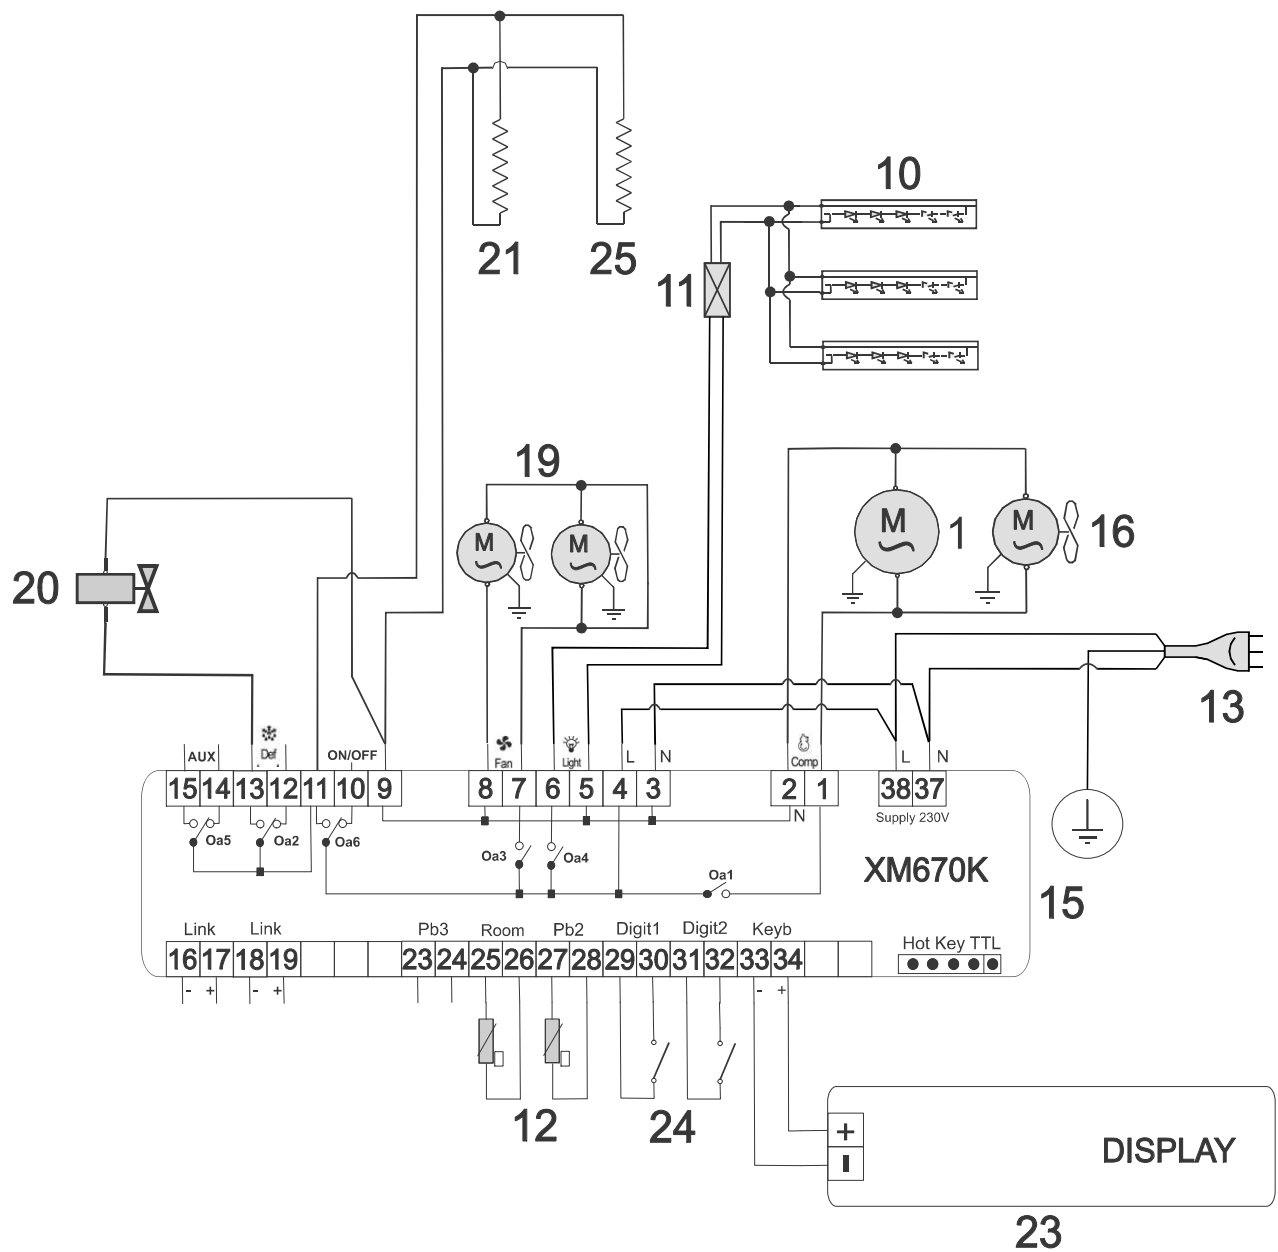 10
21
25
11
19
M
M
M
1
M
16
20
13
AUX
Def
ON/OFF
Fan
Light
L
N
Comp
L
N
15
14
13
12
11
10
9
8
7
6
5
4
3
2
1
38
37
N
Supply 230V
Oa5
Oa2
Oa6
Oa3
Oa4
Oa1
XM670K
15
Link
Link
Pb3
Room
Pb2
Digit1
Digit2
Keyb
Hot Key TTL
16
17
18
19
23
24
25
26
27
28
29
30
31
32
33
34
-
+
-
+
-
+
12
24
+
-
DISPLAY
23